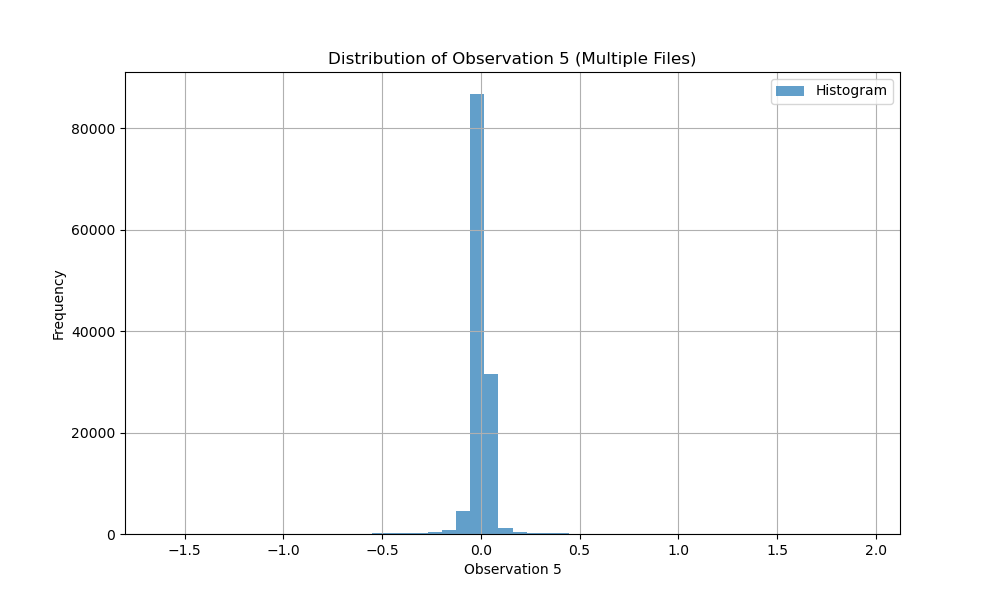 Distribution of Observation 5 (Multiple Files)
Histogram
80000
60000
40000
20000
0
Frequency
−1.5 −1.0 −0.5 0.0 0.5 1.0 1.5 2.0
Observation 5